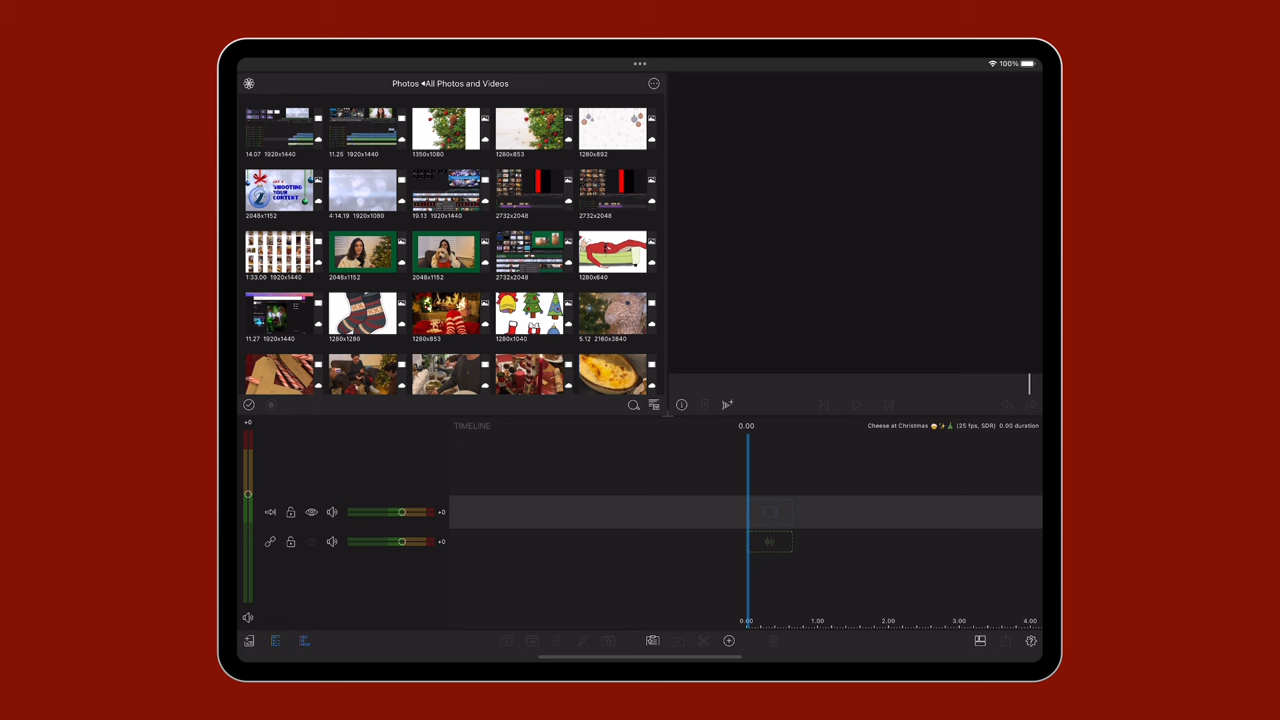 100%
Photos ◂All Photos and Videos
14.07 1920x1440
11.25 1920x1440
1350x1080
1280x853
1280x892
SHOOTING
YOUR
CONTENT
2048x1152
4:14.19 1920x1080
19.13 1920x1440
2732x2048
2732x2048
1:33.00 1920x1440
2048x1152
2048x1152
2732x2048
1280x640
11.27 1920x1440
1280x1280
1280x853
1280x1040
5.12 2160x3840
+0
TIMELINE
0.00
Cheese at Christmas 🧀✨🎄 (25 fps, SDR) 0.00 duration
+0
+0
0.00
1.00
2.00
3.00
4.00